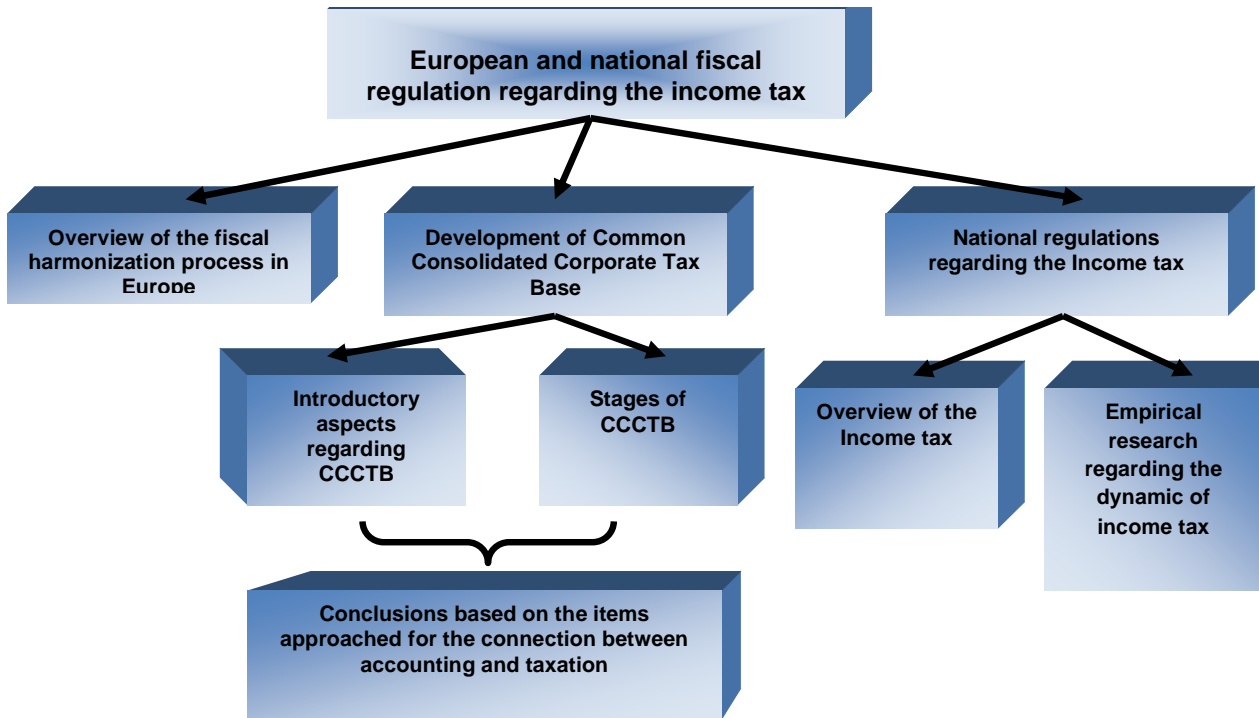 European and national fiscal
regulation regarding the income tax
Overview of the fiscal
harmonization process in
Europe
Development of Common
Consolidated Corporate Tax
Base
National regulations
regarding the Income tax
Introductory
aspects
regarding
CCCTB
Stages of
CCCTB
Overview of the
Income tax
Empirical
research
regarding the
dynamic of
income tax
Conclusions based on the items
approached for the connection between
accounting and taxation